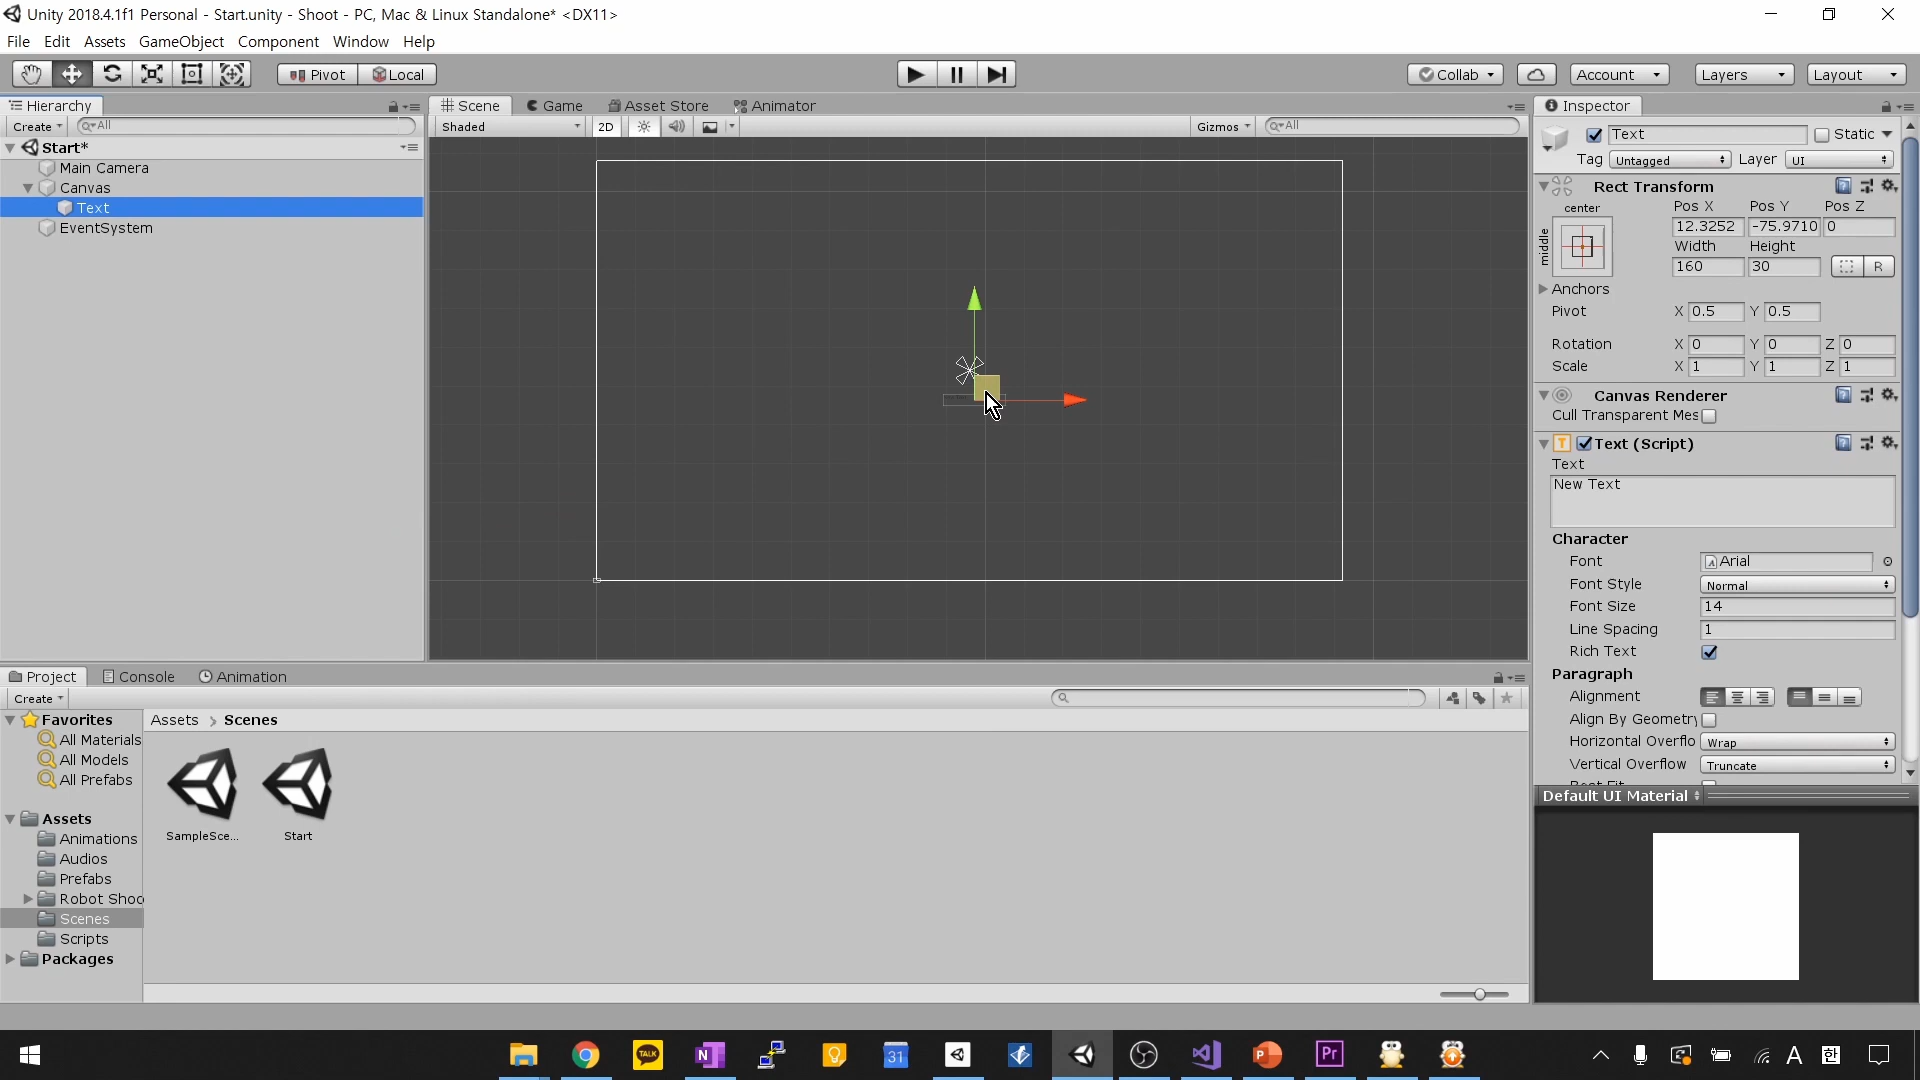 Unity 2018.4.1f1 Personal - Start.unity - Shoot - PC, Mac & Linux Standalone* <DX11>
File Edit Assets GameObject Component Window Help
Pivot Local Collab Account Layers Layout
Hierarchy
Create All
Start*
Main Camera
Canvas
Text
EventSystem
Scene Game Asset Store Animator
Shaded 2D Gizmos All
Inspector
Text Static
Tag Untagged Layer UI
Rect Transform
center
middle
Pos X Pos Y Pos Z
12.3252 -75.9710 0
Width Height
160 30 R
Anchors
Pivot X 0.5 Y 0.5
Rotation X 0 Y 0 Z 0
Scale X 1 Y 1 Z 1
Canvas Renderer
Cull Transparent Mes
Text (Script)
Text
New Text
Character
Font Arial
Font Style Normal
Font Size 14
Line Spacing 1
Rich Text
Paragraph
Alignment
Align By Geometry
Horizontal Overflo Wrap
Vertical Overflow Truncate
Default UI Material
Project Console Animation
Create
Favorites
All Materials
All Models
All Prefabs
Assets
Animations
Audios
Prefabs
Robot Shoo
Scenes
Scripts
Packages
Assets > Scenes
SampleSce...
Start
TALK
N
31
P
Pr
A
한